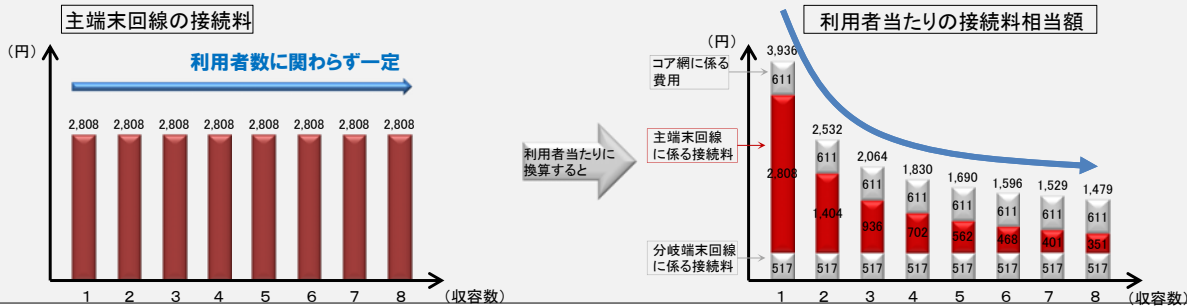 主端末回線の接続料
(円)
利用者数に関わらず一定
2,808 2,808 2,808 2,808 2,808 2,808 2,808 2,808
1 2 3 4 5 6 7 8 (収容数)
利用者当たりに
換算すると
利用者当たりの接続料相当額
(円)
コア網に係る
費用
主端末回線
に係る接続料
分岐端末回線
に係る接続料
3,936 2,532 2,064 1,830 1,690 1,596 1,529 1,479
611 611 611 611 611 611 611 611
2,808 1,404 936 702 562 468 401 351
517 517 517 517 517 517 517 517
1 2 3 4 5 6 7 8 (収容数)